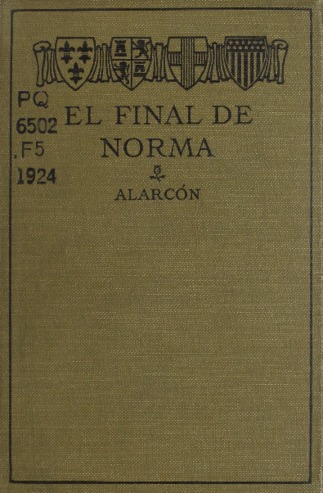 PQ
6502
.F5
1924
EL FINAL DE
NORMA
ALARCÓN